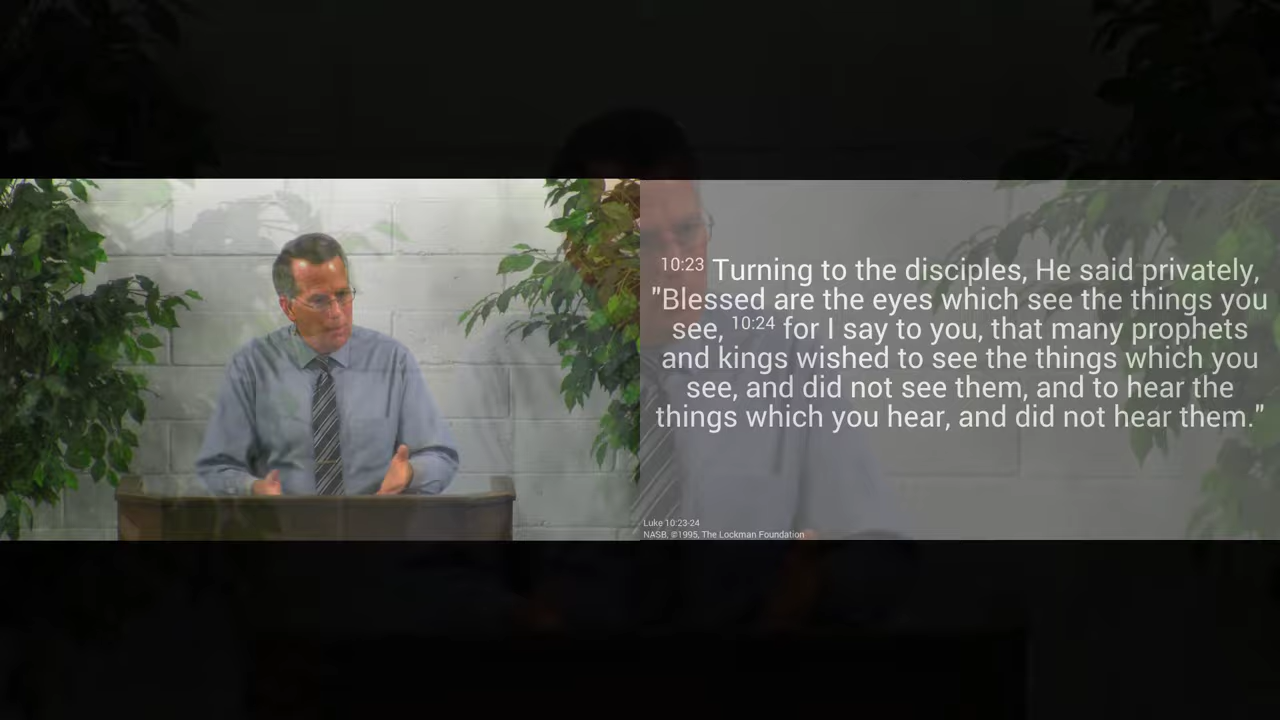 10:23 Turning to the disciples, He said privately,
"Blessed are the eyes which see the things you
see, 10:24 for I say to you, that many prophets
and kings wished to see the things which you
see, and did not see them, and to hear the
things which you hear, and did not hear them."
Luke 10:23-24
NASB, ©1995, The Lockman Foundation